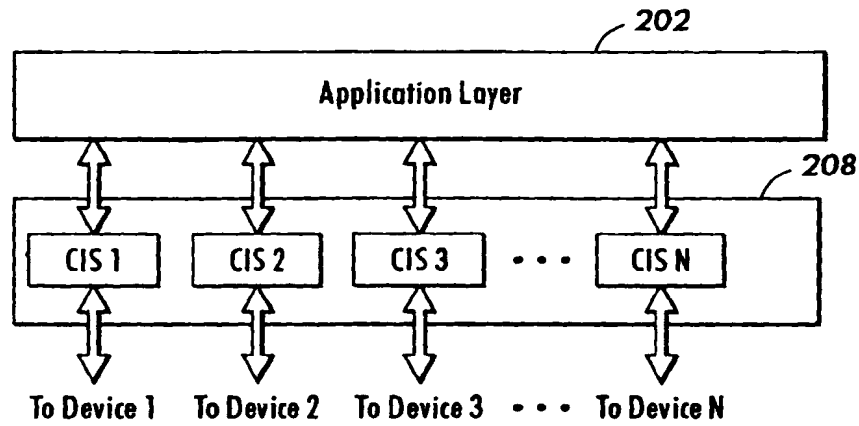 202
Application Layer
208
CIS 1 CIS 2 CIS 3 • • • CIS N
To Device 1 To Device 2 To Device 3 • • • To Device N